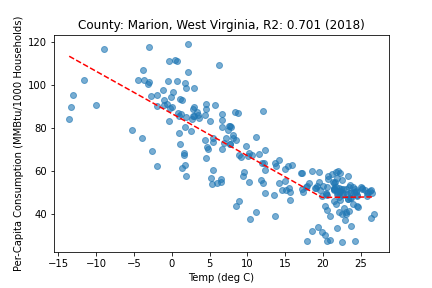 County: Marion, West Virginia, R2: 0.701 (2018)
Per-Capita Consumption (MMBtu/1000 Households)
120
100
80
60
40
−15 −10 −5 0 5 10 15 20 25
Temp (deg C)